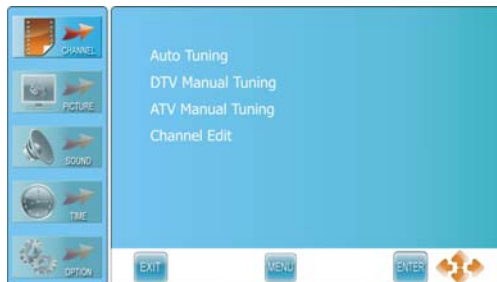 CHANNEL
PICTURE
SOUND
TIME
OPTION
Auto Tuning
DTV Manual Tuning
ATV Manual Tuning
Channel Edit
EXIT
MENU
ENTER